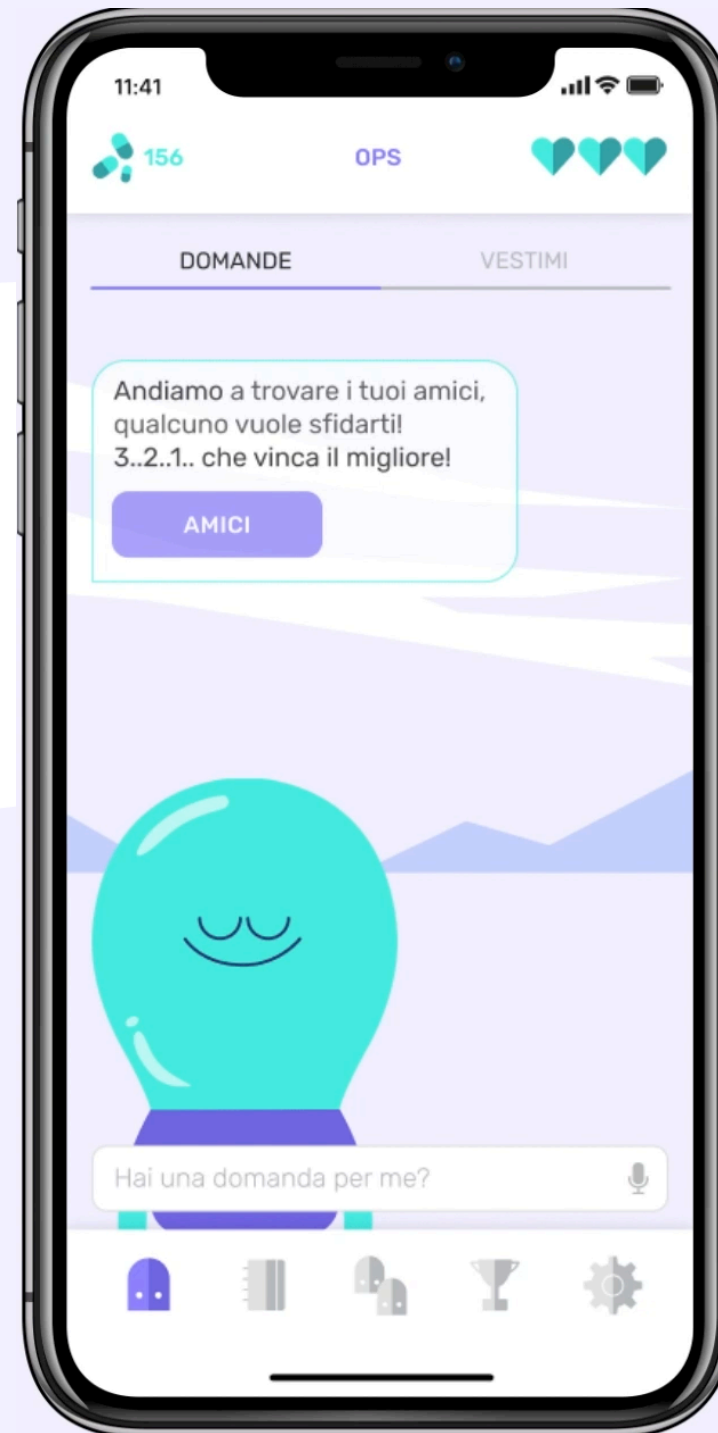 11:41
156
OPS
DOMANDE
VESTIMI
Andiamo a trovare i tuoi amici,
qualcuno vuole sfidarti!
3..2..1.. che vinca il migliore!
AMICI
Hai una domanda per me?